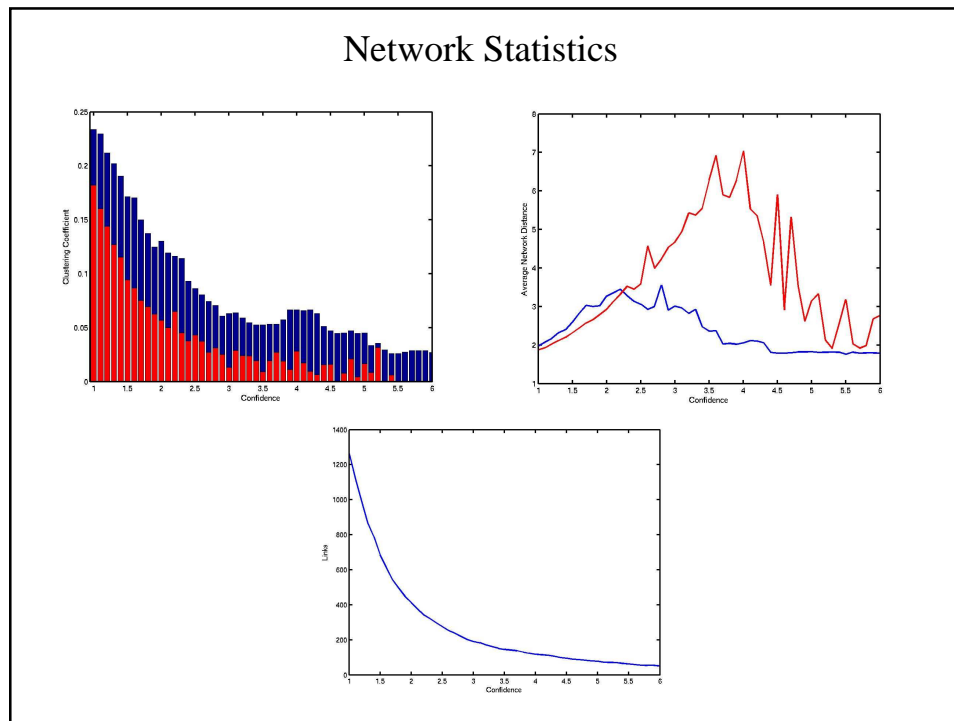 Network Statistics
0.25
0.2
0.15
0.1
0.05
0
Clustering Coefficient
1 1.5 2 2.5 3 3.5 4 4.5 5 5.5 6
Confidence
8
7
6
5
4
3
2
1
Average Network Distance
1 1.5 2 2.5 3 3.5 4 4.5 5 5.5 6
Confidence
1400
1200
1000
800
600
400
200
0
Links
1 1.5 2 2.5 3 3.5 4 4.5 5 5.5 6
Confidence